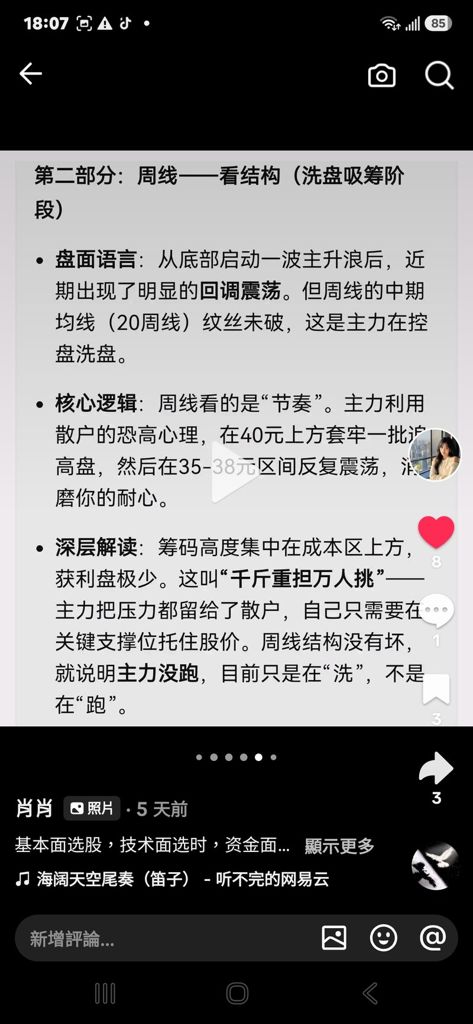 18:07
85
第二部分：周线——看结构（洗盘吸筹阶
段）
• 盘面语言：从底部启动一波主升浪后，近
期出现了明显的回调震荡。但周线的中期
均线（20周线）纹丝未破，这是主力在控
盘洗盘。
• 核心逻辑：周线看的是“节奏”。主力利用
散户的恐高心理，在40元上方套牢一批追
高盘，然后在35-38元区间反复震荡，消
磨你的耐心。
• 深层解读：筹码高度集中在成本区上方，
获利盘极少。这叫“千斤重担万人挑”——
主力把压力都留给了散户，自己只需要在
关键支撑位托住股价。周线结构没有坏，
就说明主力没跑，目前只是在“洗”，不是
在“跑”。
8
1
3
3
肖肖 照片 · 5 天前
基本面选股，技术面选时，资金面... 顯示更多
海阔天空尾奏（笛子） - 听不完的网易云
新增評論...